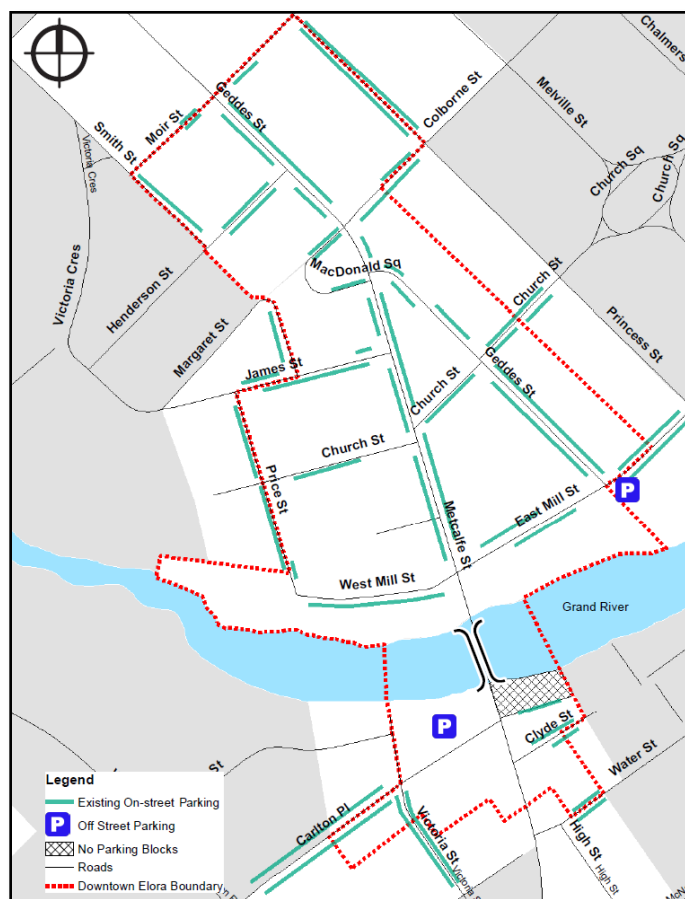 Chalmers
Colborne St
Melville St
Geddes St
Moir St
Smith St
Victoria Cres
Church Sq
Church Sq
Victoria Cres
Henderson St
MacDonald Sq
Church St
Princess St
Margaret St
James St
Geddes St
Church St
Church St
Price St
Metcalfe St
East Mill St
P
West Mill St
Grand River
P
Clyde St
Water St
St
Carlton Pl
Victoria St
High St
High St
Legend
Existing On-street Parking
P Off Street Parking
No Parking Blocks
Roads
Downtown Elora Boundary